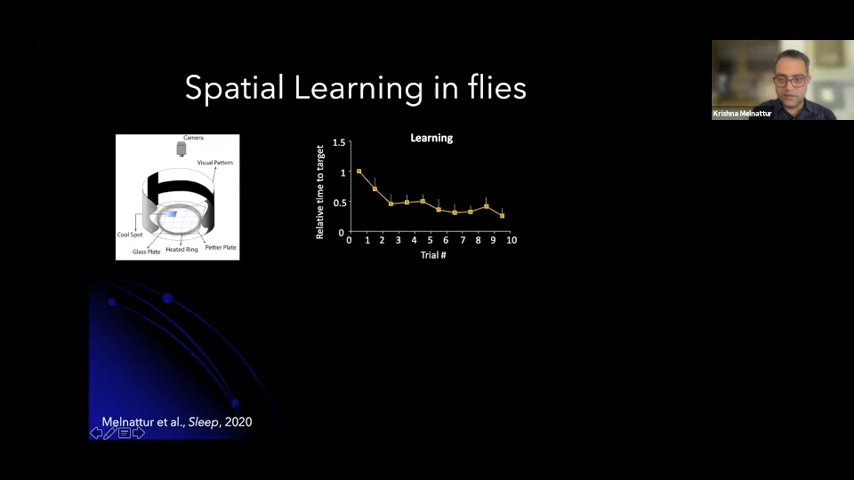 Spatial Learning in flies
Krishna Melnattur
Camera
Visual Pattern
Cool Spot
Glass Plate
Heated Ring
Peltier Plate
Learning
Relative time to target
1.5
1
0.5
0
0 1 2 3 4 5 6 7 8 9 10
Trial #
Melnattur et al., Sleep, 2020